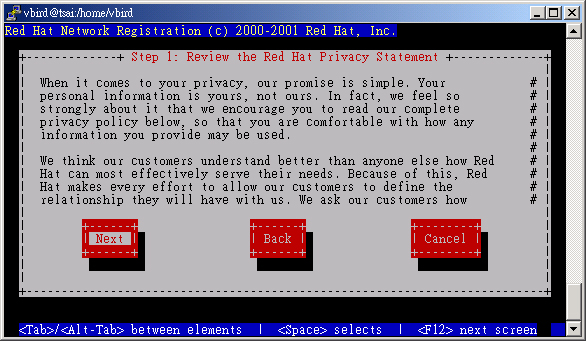 vbird@tsai:/home/vbird
Red Hat Network Registration (c) 2000-2001 Red Hat, Inc.
Step 1: Review the Red Hat Privacy Statement
When it comes to your privacy, our promise is simple. Your #
personal information is yours, not ours. In fact, we feel so #
strongly about it that we encourage you to read our complete #
privacy policy below, so that you are comfortable with how any #
information you provide may be used. #
#
We think our customers understand better than anyone else how Red #
Hat can most effectively serve their needs. Because of this, Red #
Hat makes every effort to allow our customers to define the #
relationship they will have with us. We ask our customers how #
Next Back Cancel
<Tab>/<Alt-Tab> between elements | <Space> selects | <F12> next screen